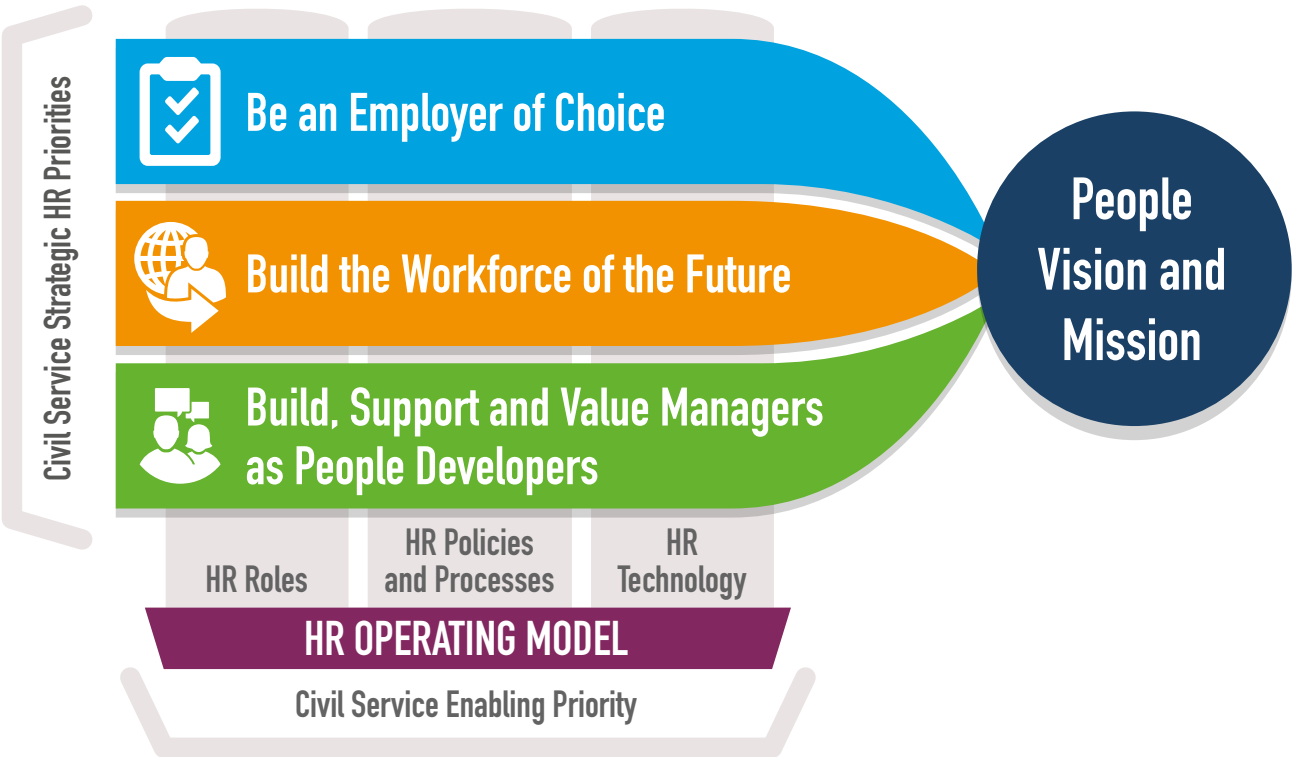 Civil Service Strategic HR Priorities
Be an Employer of Choice
Build the Workforce of the Future
Build, Support and Value Managers
as People Developers
People
Vision and
Mission
HR Roles
HR Policies
and Processes
HR
Technology
HR OPERATING MODEL
Civil Service Enabling Priority